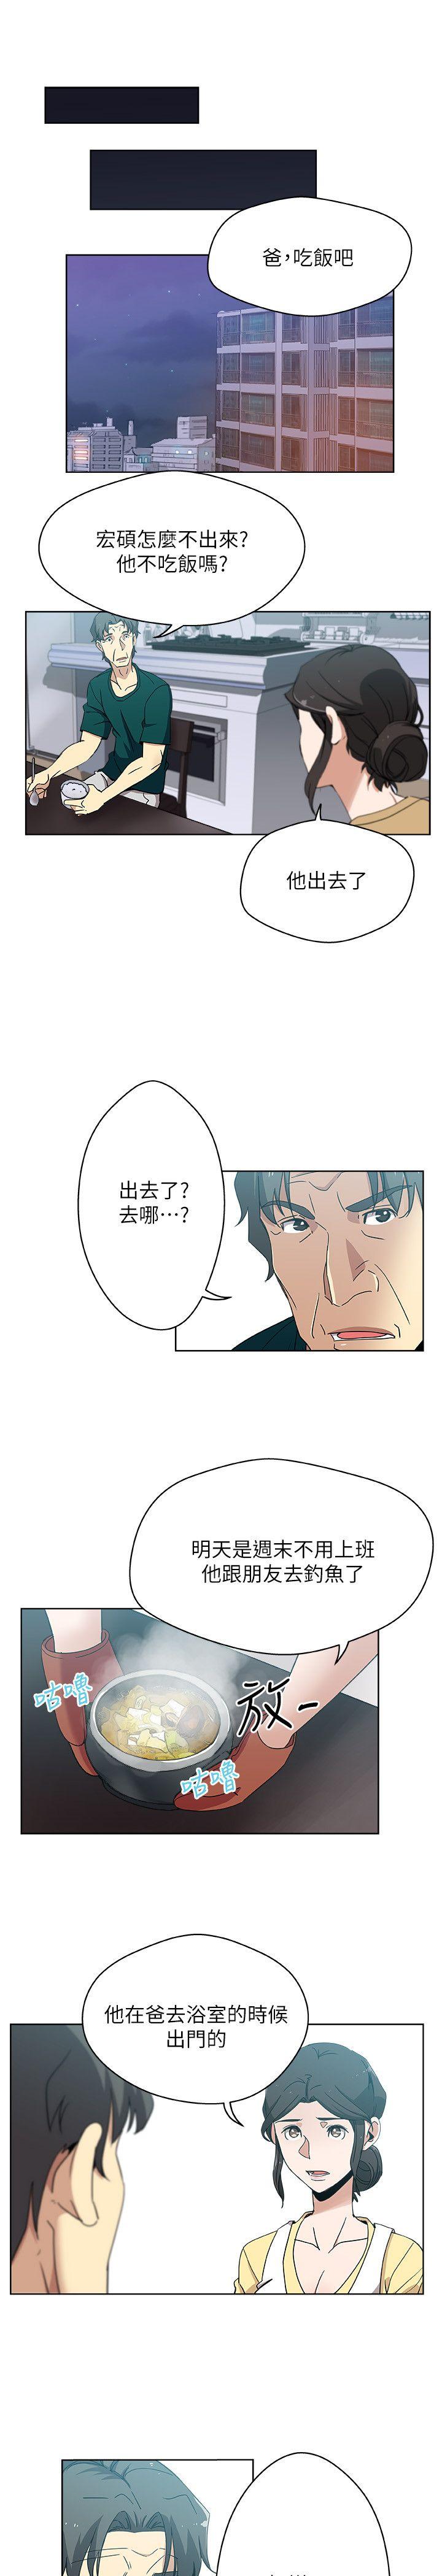 爸，吃飯吧
宏碩怎麼不出來?
他不吃飯嗎?
他出去了
出去了?
去哪…?
明天是週末不用上班
他跟朋友去釣魚了
咕嚕
放-
咕嚕
他在爸去浴室的時候
出門的